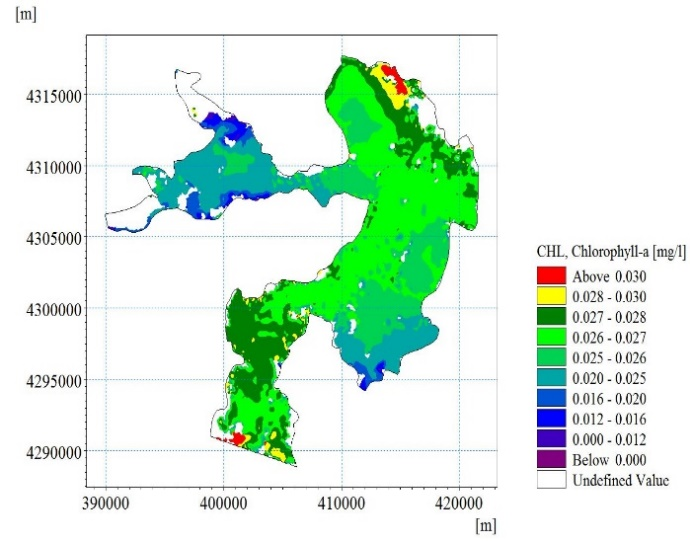 [m]
4315000
4310000
4305000
4300000
4295000
4290000
390000 400000 410000 420000
[m]
CHL, Chlorophyll-a [mg/l]
Above 0.030
0.028 - 0.030
0.027 - 0.028
0.026 - 0.027
0.025 - 0.026
0.020 - 0.025
0.016 - 0.020
0.012 - 0.016
0.000 - 0.012
Below 0.000
Undefined Value